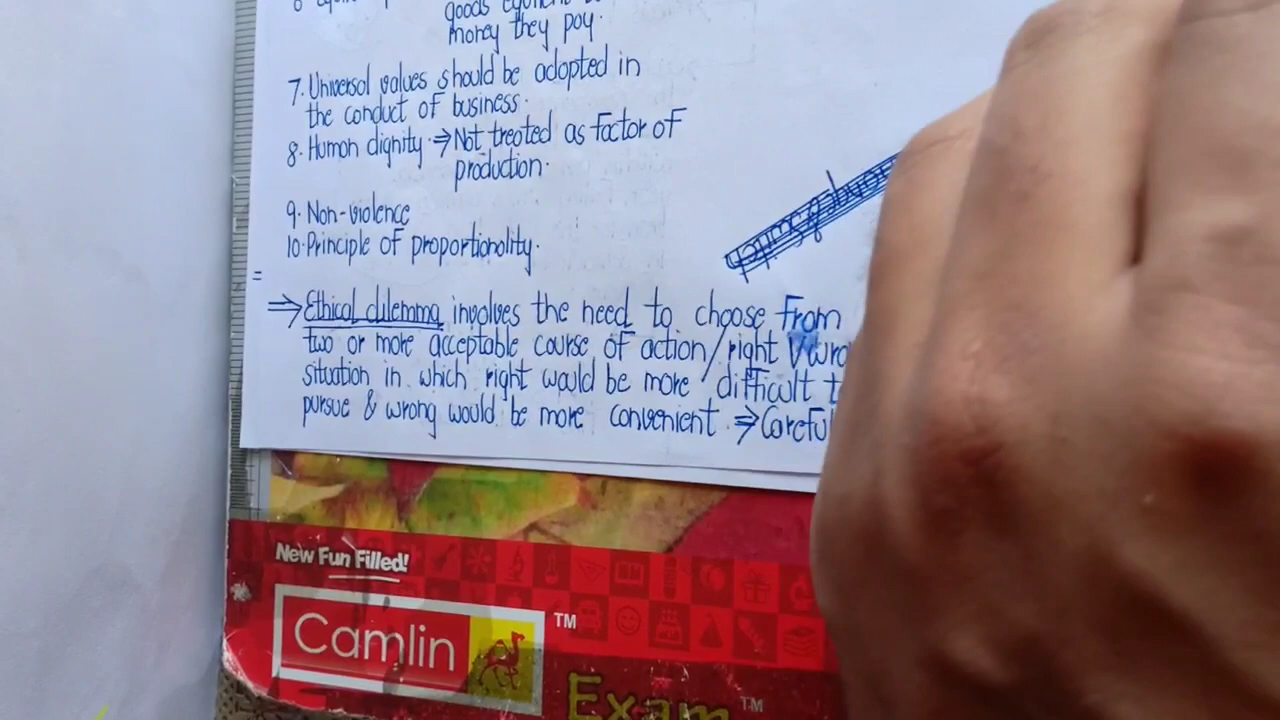 goods
money they pay.
7. Universal values should be adopted in
the conduct of business.
8. Human dignity ⇒ Not treated as factor of
production.
9. Non-violence
10. Principle of proportionality.
=
⇒ Ethical dilemma involves the need to choose from
two or more acceptable course of action/right V
situation in which right would be more difficult
pursue & wrong would be more convenient ⇒
New Fun Filled!
Camlin TM
Exam TM